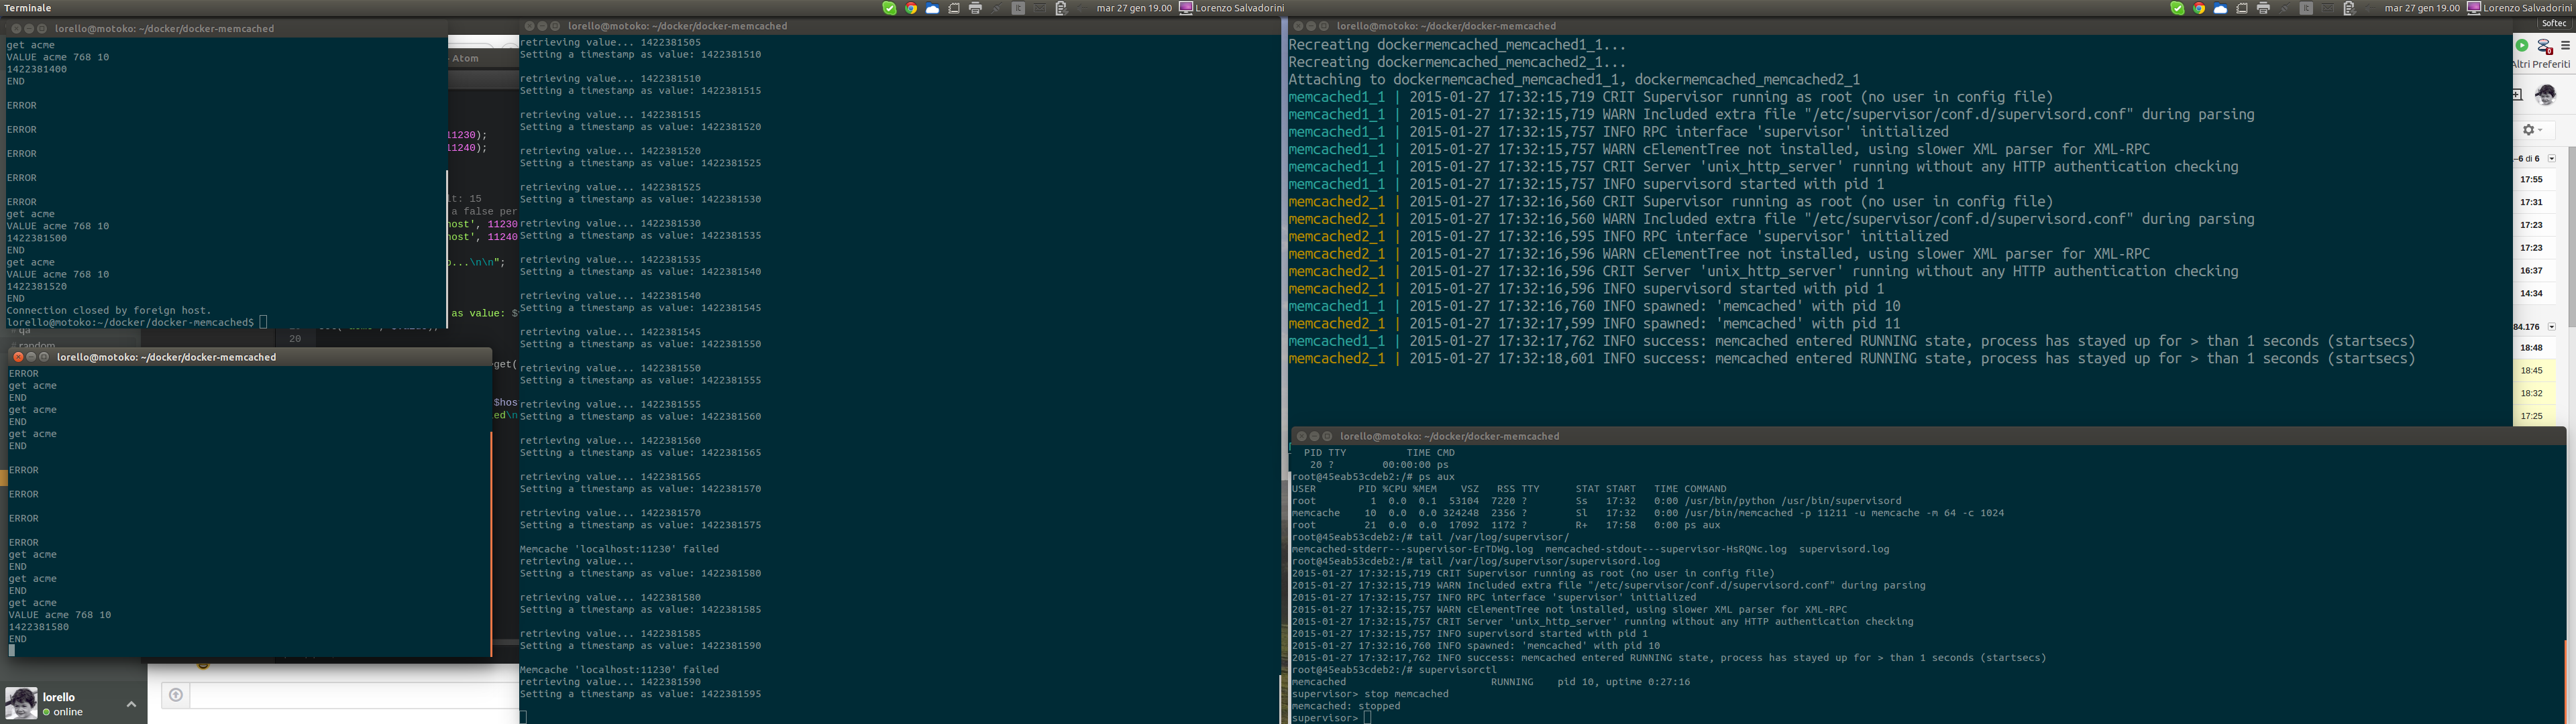 Terminale
mar 27 gen 19.00 Lorenzo Salvadorini
mar 27 gen 19.00 Lorenzo Salvadorini
lorello@motoko: ~/docker/docker-memcached
get acme
VALUE acme 768 10
1422381400
END
ERROR
ERROR
ERROR
ERROR
ERROR
get acme
VALUE acme 768 10
1422381500
END
get acme
VALUE acme 768 10
1422381520
END
Connection closed by foreign host.
lorello@motoko:~/docker/docker-memcached$
Atom
11230);
11240);
lt: 15
a false per
host', 11230
host', 11240
o...\n\n";
as value: $
20
get(
$hos
ed\n
random
lorello@motoko: ~/docker/docker-memcached
ERROR
get acme
END
get acme
END
get acme
END
ERROR
ERROR
ERROR
ERROR
get acme
END
get acme
END
get acme
VALUE acme 768 10
1422381580
END
lorello
online
lorello@motoko: ~/docker/docker-memcached
retrieving value... 1422381505
Setting a timestamp as value: 1422381510
retrieving value... 1422381510
Setting a timestamp as value: 1422381515
retrieving value... 1422381515
Setting a timestamp as value: 1422381520
retrieving value... 1422381520
Setting a timestamp as value: 1422381525
retrieving value... 1422381525
Setting a timestamp as value: 1422381530
retrieving value... 1422381530
Setting a timestamp as value: 1422381535
retrieving value... 1422381535
Setting a timestamp as value: 1422381540
retrieving value... 1422381540
Setting a timestamp as value: 1422381545
retrieving value... 1422381545
Setting a timestamp as value: 1422381550
retrieving value... 1422381550
Setting a timestamp as value: 1422381555
retrieving value... 1422381555
Setting a timestamp as value: 1422381560
retrieving value... 1422381560
Setting a timestamp as value: 1422381565
retrieving value... 1422381565
Setting a timestamp as value: 1422381570
retrieving value... 1422381570
Setting a timestamp as value: 1422381575
Memcache 'localhost:11230' failed
retrieving value...
Setting a timestamp as value: 1422381580
retrieving value... 1422381580
Setting a timestamp as value: 1422381585
retrieving value... 1422381585
Setting a timestamp as value: 1422381590
Memcache 'localhost:11230' failed
retrieving value... 1422381590
Setting a timestamp as value: 1422381595
lorello@motoko: ~/docker/docker-memcached
Recreating dockermemcached_memcached1_1...
Recreating dockermemcached_memcached2_1...
Attaching to dockermemcached_memcached1_1, dockermemcached_memcached2_1
memcached1_1 | 2015-01-27 17:32:15,719 CRIT Supervisor running as root (no user in config file)
memcached1_1 | 2015-01-27 17:32:15,719 WARN Included extra file "/etc/supervisor/conf.d/supervisord.conf" during parsing
memcached1_1 | 2015-01-27 17:32:15,757 INFO RPC interface 'supervisor' initialized
memcached1_1 | 2015-01-27 17:32:15,757 WARN cElementTree not installed, using slower XML parser for XML-RPC
memcached1_1 | 2015-01-27 17:32:15,757 CRIT Server 'unix_http_server' running without any HTTP authentication checking
memcached1_1 | 2015-01-27 17:32:15,757 INFO supervisord started with pid 1
memcached2_1 | 2015-01-27 17:32:16,560 CRIT Supervisor running as root (no user in config file)
memcached2_1 | 2015-01-27 17:32:16,560 WARN Included extra file "/etc/supervisor/conf.d/supervisord.conf" during parsing
memcached2_1 | 2015-01-27 17:32:16,595 INFO RPC interface 'supervisor' initialized
memcached2_1 | 2015-01-27 17:32:16,596 WARN cElementTree not installed, using slower XML parser for XML-RPC
memcached2_1 | 2015-01-27 17:32:16,596 CRIT Server 'unix_http_server' running without any HTTP authentication checking
memcached2_1 | 2015-01-27 17:32:16,596 INFO supervisord started with pid 1
memcached1_1 | 2015-01-27 17:32:16,760 INFO spawned: 'memcached' with pid 10
memcached2_1 | 2015-01-27 17:32:17,599 INFO spawned: 'memcached' with pid 11
memcached1_1 | 2015-01-27 17:32:17,762 INFO success: memcached entered RUNNING state, process has stayed up for > than 1 seconds (startsecs)
memcached2_1 | 2015-01-27 17:32:18,601 INFO success: memcached entered RUNNING state, process has stayed up for > than 1 seconds (startsecs)
lorello@motoko: ~/docker/docker-memcached
PID TTY TIME CMD
20 ? 00:00:00 ps
root@45eab53cdeb2:/# ps aux
USER PID %CPU %MEM VSZ RSS TTY STAT START TIME COMMAND
root 1 0.0 0.1 53104 7220 ? Ss 17:32 0:00 /usr/bin/python /usr/bin/supervisord
memcache 10 0.0 0.0 324248 2356 ? Sl 17:32 0:00 /usr/bin/memcached -p 11211 -u memcache -m 64 -c 1024
root 21 0.0 0.0 17092 1172 ? R+ 17:58 0:00 ps aux
root@45eab53cdeb2:/# tail /var/log/supervisor/
memcached-stderr---supervisor-ErTDWg.log memcached-stdout---supervisor-HsRQNc.log supervisord.log
root@45eab53cdeb2:/# tail /var/log/supervisor/supervisord.log
2015-01-27 17:32:15,719 CRIT Supervisor running as root (no user in config file)
2015-01-27 17:32:15,719 WARN Included extra file "/etc/supervisor/conf.d/supervisord.conf" during parsing
2015-01-27 17:32:15,757 INFO RPC interface 'supervisor' initialized
2015-01-27 17:32:15,757 WARN cElementTree not installed, using slower XML parser for XML-RPC
2015-01-27 17:32:15,757 CRIT Server 'unix_http_server' running without any HTTP authentication checking
2015-01-27 17:32:15,757 INFO supervisord started with pid 1
2015-01-27 17:32:16,760 INFO spawned: 'memcached' with pid 10
2015-01-27 17:32:17,762 INFO success: memcached entered RUNNING state, process has stayed up for > than 1 seconds (startsecs)
root@45eab53cdeb2:/# supervisorctl
memcached RUNNING pid 10, uptime 0:27:16
supervisor> stop memcached
memcached: stopped
supervisor>
Softec
Altri Preferiti
–6 di 6
17:55
17:31
17:23
17:23
16:37
14:34
84.176
18:48
18:45
18:32
17:25